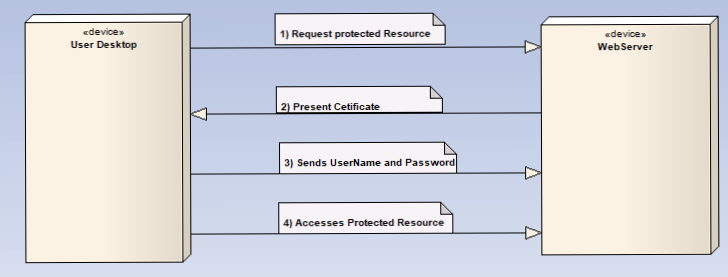 «device»
User Desktop
1) Request protected Resource
«device»
WebServer
2) Present Cetificate
3) Sends UserName and Password
4) Accesses Protected Resource